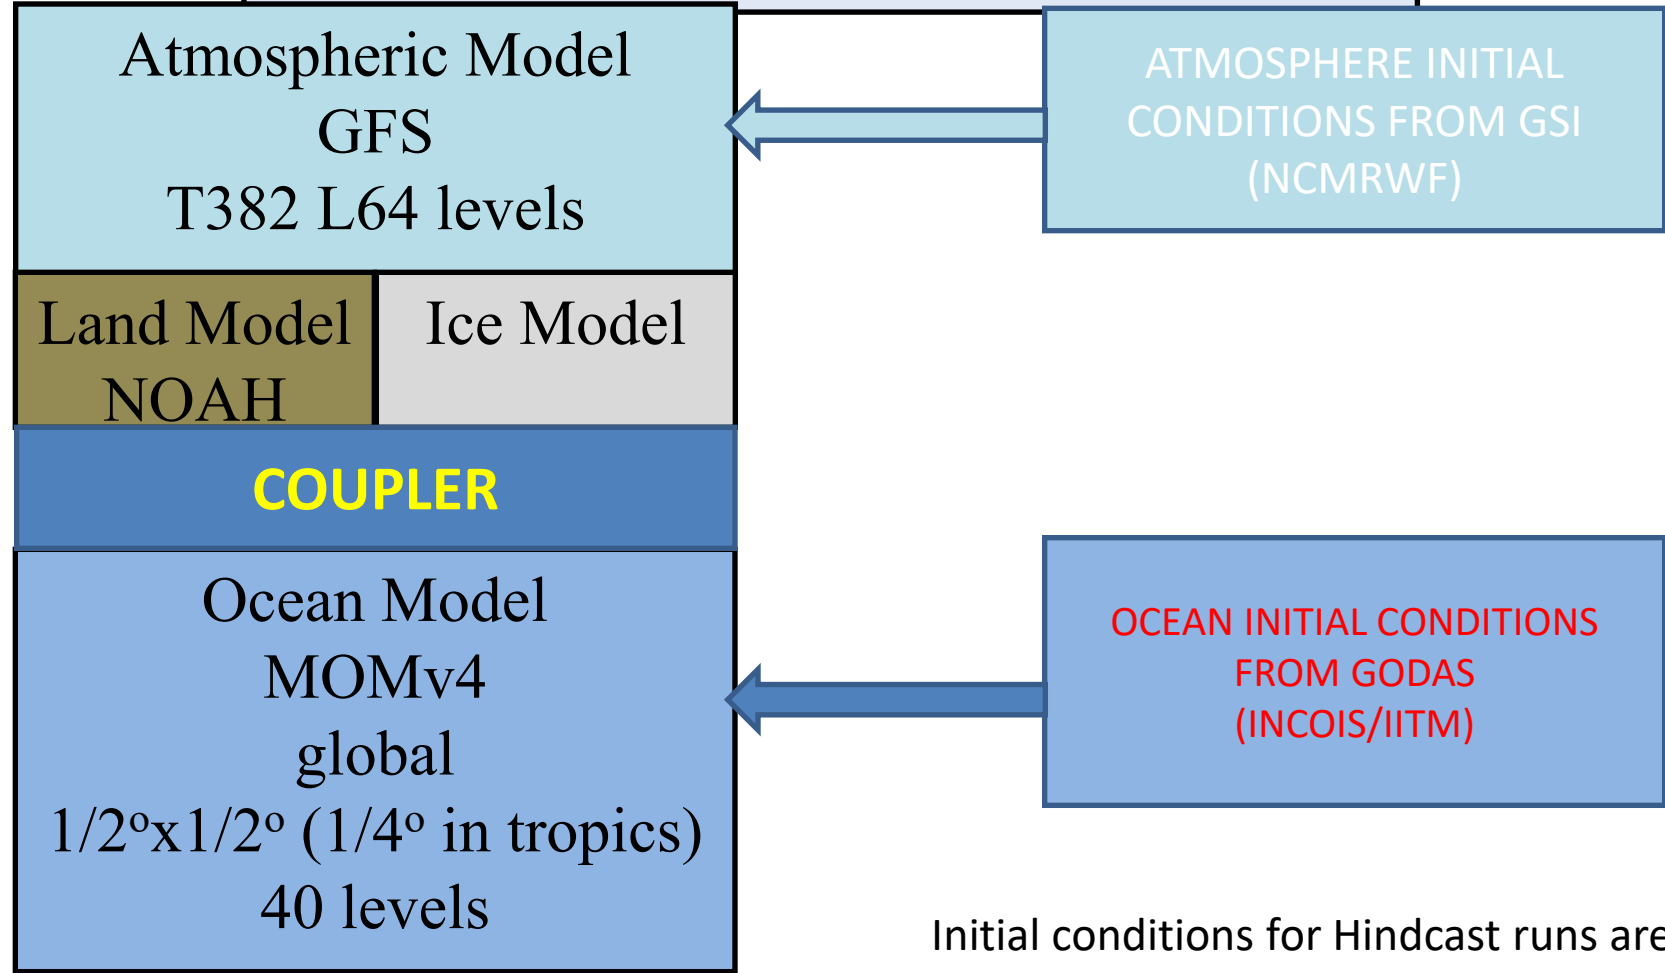 Atmospheric Model
GFS
T382 L64 levels
ATMOSPHERE INITIAL
CONDITIONS FROM GSI
(NCMRWF)
Land Model
NOAH
Ice Model
COUPLER
Ocean Model
MOMv4
global
1/2ºx1/2º (1/4º in tropics)
40 levels
OCEAN INITIAL CONDITIONS
FROM GODAS
(INCOIS/IITM)
Initial conditions for Hindcast runs are